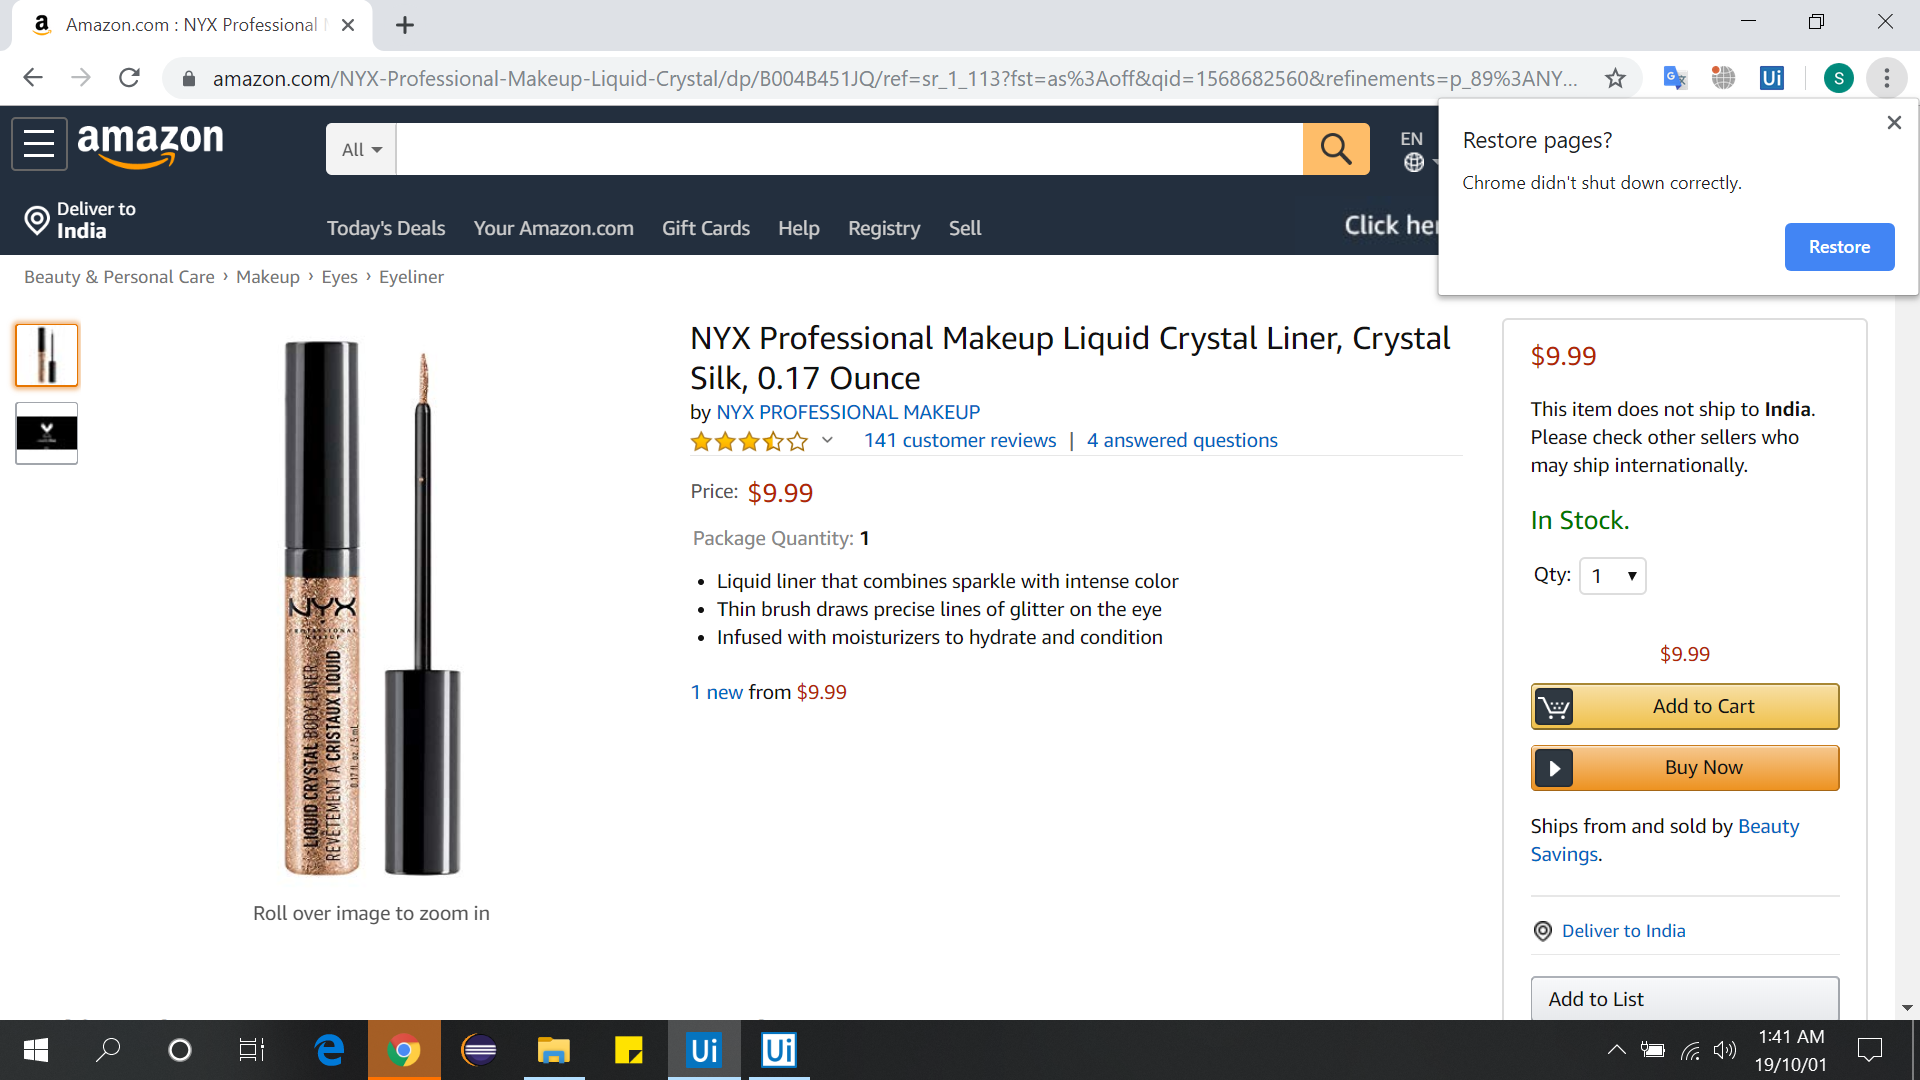 Amazon.com : NYX Professional
amazon.com/NYX-Professional-Makeup-Liquid-Crystal/dp/B004B451JQ/ref=sr_1_113?fst=as%3Aoff&qid=1568682560&refinements=p_89%3ANY...
S
Restore pages?
Chrome didn't shut down correctly.
Restore
amazon
All
EN
Deliver to
India
Today's Deals Your Amazon.com Gift Cards Help Registry Sell
Click her
Beauty & Personal Care › Makeup › Eyes › Eyeliner
NYX Professional Makeup Liquid Crystal Liner, Crystal
Silk, 0.17 Ounce
by NYX PROFESSIONAL MAKEUP
141 customer reviews | 4 answered questions
Price: $9.99
Package Quantity: 1
• Liquid liner that combines sparkle with intense color
• Thin brush draws precise lines of glitter on the eye
• Infused with moisturizers to hydrate and condition
1 new from $9.99
NYX
PROFESSIONAL
MAKEUP
LIQUID CRYSTAL BODY LINER
REVÊTEMENT A CRISTAUX LIQUID
0.17 fl. oz. / 5 mL
Roll over image to zoom in
$9.99
This item does not ship to India.
Please check other sellers who
may ship internationally.
In Stock.
Qty: 1
$9.99
Add to Cart
Buy Now
Ships from and sold by Beauty
Savings.
Deliver to India
Add to List
Ui
Ui
Ui
1:41 AM
19/10/01